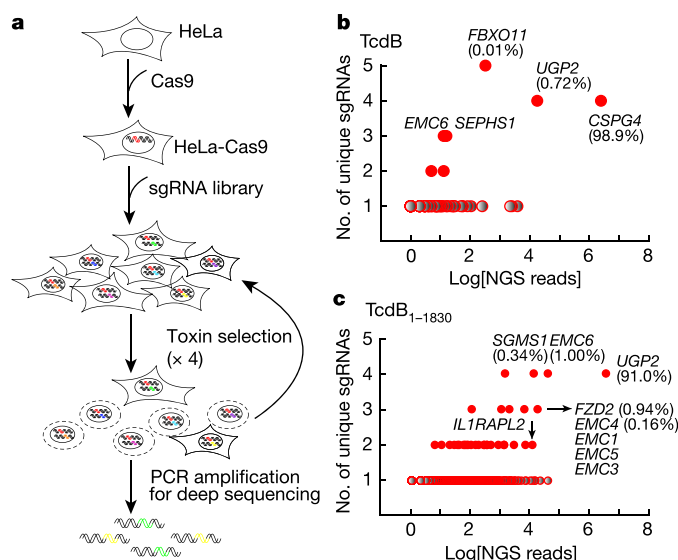 a
HeLa
Cas9
HeLa-Cas9
sgRNA library
Toxin selection
(× 4)
PCR amplification
for deep sequencing
b
TcdB
No. of unique sgRNAs
5
4
3
2
1
FBXO11
(0.01%)
UGP2
(0.72%)
CSPG4
(98.9%)
EMC6 SEPHS1
0 2 4 6 8
Log[NGS reads]
c
TcdB1–1830
No. of unique sgRNAs
5
4
3
2
1
SGMS1 EMC6
(0.34%) (1.00%)
UGP2
(91.0%)
FZD2 (0.94%)
EMC4 (0.16%)
EMC1
EMC5
EMC3
IL1RAPL2
0 2 4 6 8
Log[NGS reads]